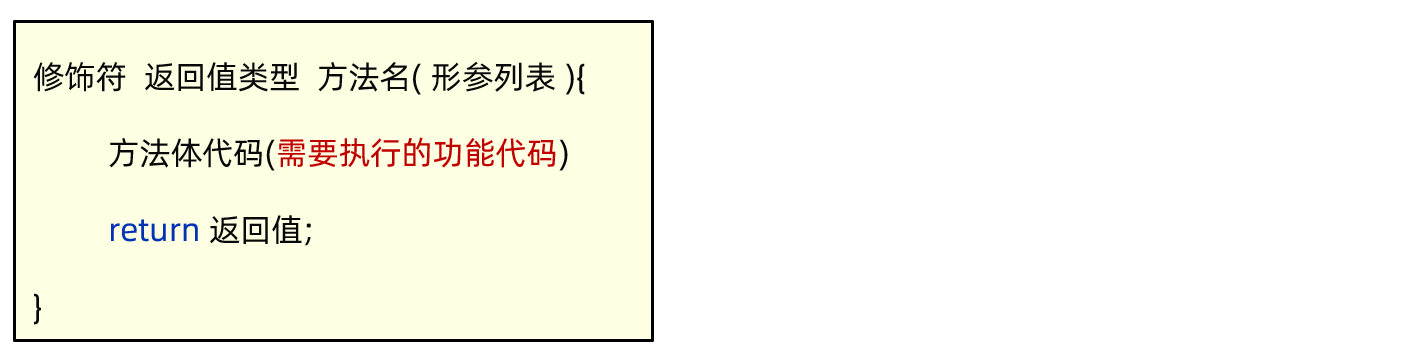 修饰符 返回值类型 方法名( 形参列表 ){
方法体代码(需要执行的功能代码)
return 返回值;
}